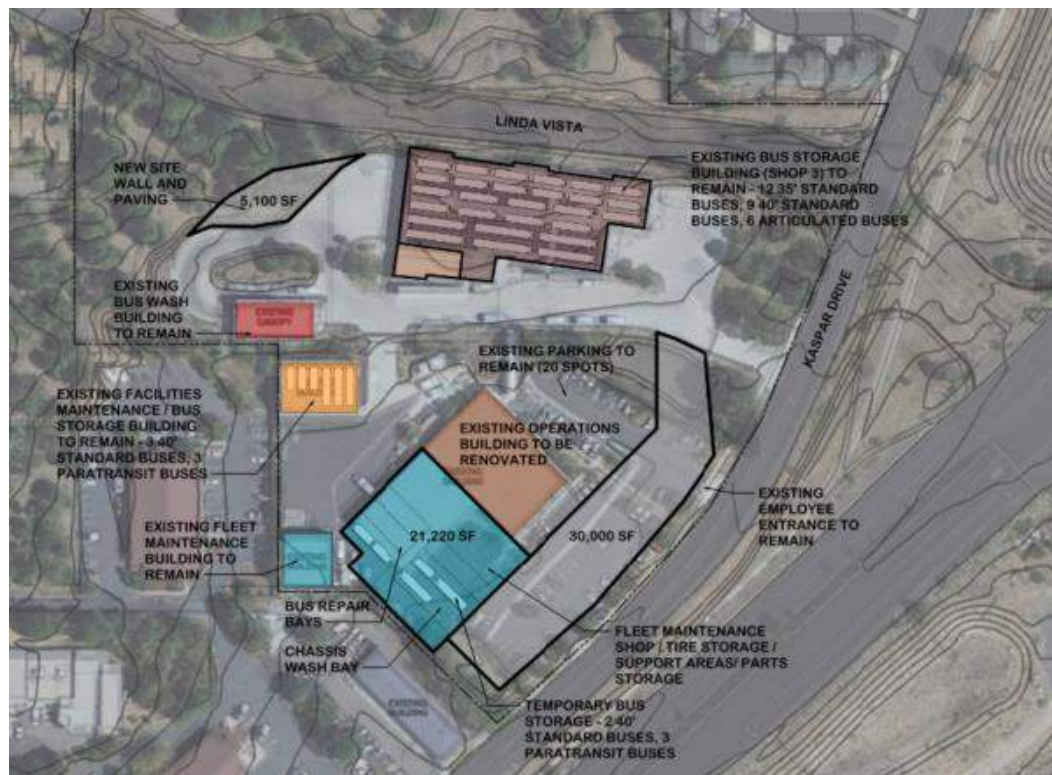 LINDA VISTA
NEW SITE
WALL AND
PAVING
5,100 SF
EXISTING BUS STORAGE
BUILDING (SHOP 3) TO
REMAIN - 12 35' STANDARD
BUSES, 9 40' STANDARD
BUSES, 6 ARTICULATED BUSES
KASPAR DRIVE
EXISTING
BUS WASH
BUILDING
TO REMAIN
EXISTING
CANOPY
EXISTING PARKING TO
REMAIN (20 SPOTS)
EXISTING FACILITIES
MAINTENANCE / BUS
STORAGE BUILDING
TO REMAIN - 3 40'
STANDARD BUSES, 3
PARATRANSIT BUSES
EXISTING OPERATIONS
BUILDING TO BE
RENOVATED
EXISTING
BUILDING
EXISTING
EMPLOYEE
ENTRANCE TO
REMAIN
EXISTING FLEET
MAINTENANCE
BUILDING TO
REMAIN
21,220 SF
30,000 SF
BUS REPAIR
BAYS
CHASSIS
WASH BAY
FLEET MAINTENANCE
SHOP / TIRE STORAGE /
SUPPORT AREAS/ PARTS
STORAGE
EXISTING
BUILDING
TEMPORARY BUS
STORAGE - 2 40'
STANDARD BUSES, 3
PARATRANSIT BUSES